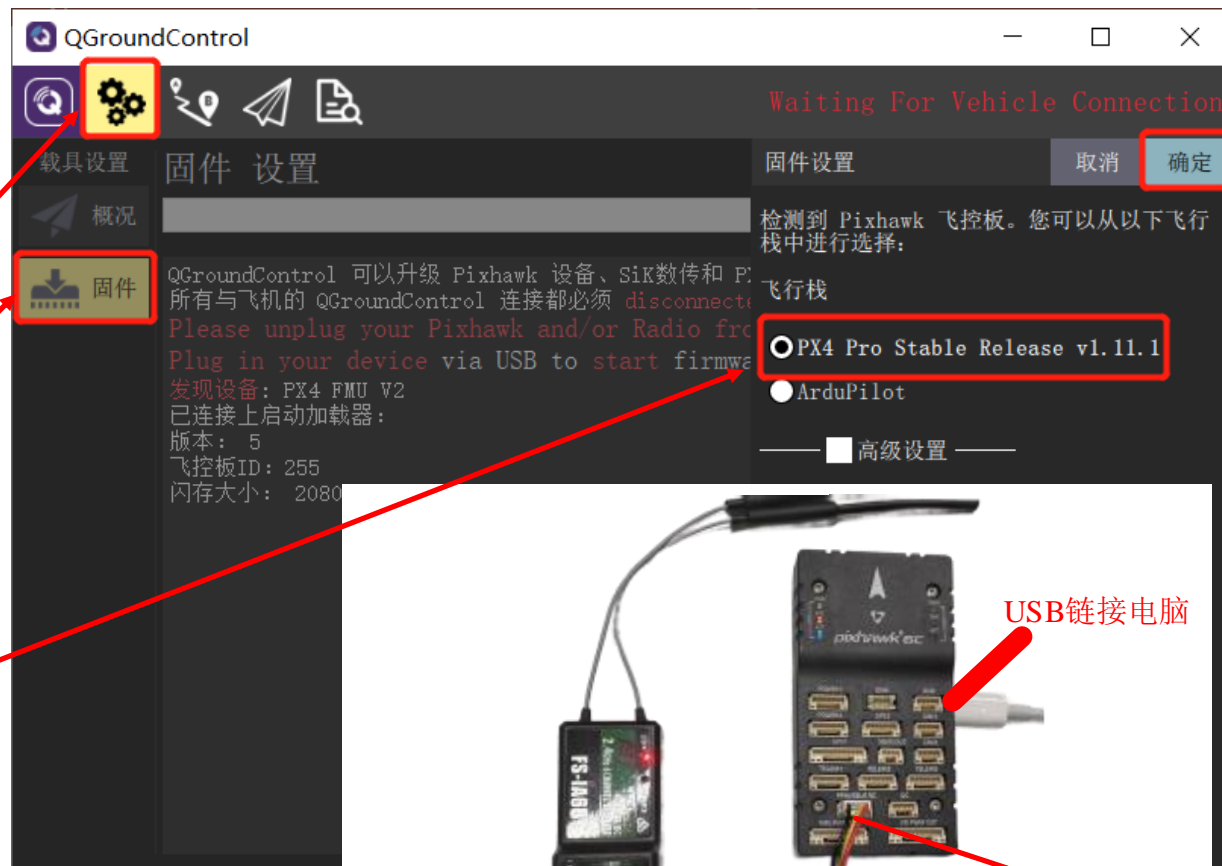 QGroundControl
Waiting For Vehicle Connection
载具设置
固件 设置
固件设置
取消
确定
概况
检测到 Pixhawk 飞控板。您可以从以下飞行
栈中进行选择:
固件
QGroundControl 可以升级 Pixhawk 设备、SiK数传和
所有与飞机的 QGroundControl 连接都必须 disconnecte
Please unplug your Pixhawk and/or Radio fro
Plug in your device via USB to start firmwa
飞行栈
PX4 Pro Stable Release v1.11.1
ArduPilot
发现设备: PX4 FMU V2
已连接上启动加载器:
版本: 5
飞控板ID: 255
闪存大小: 2080
高级设置
USB链接电脑
pixhawk 6C
FS-IA6B